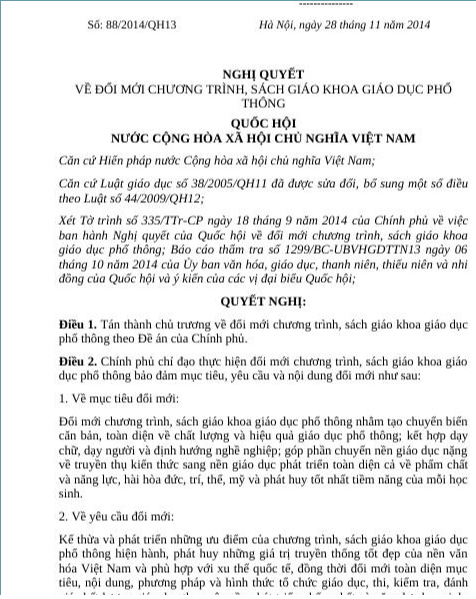 Số: 88/2014/QH13 Hà Nội, ngày 28 tháng 11 năm 2014
NGHỊ QUYẾT
VỀ ĐỔI MỚI CHƯƠNG TRÌNH, SÁCH GIÁO KHOA GIÁO DỤC PHỔ
THÔNG
QUỐC HỘI
NƯỚC CỘNG HÒA XÃ HỘI CHỦ NGHĨA VIỆT NAM
Căn cứ Hiến pháp nước Cộng hòa xã hội chủ nghĩa Việt Nam;
Căn cứ Luật giáo dục số 38/2005/QH11 đã được sửa đổi, bổ sung một số điều
theo Luật số 44/2009/QH12;
Xét Tờ trình số 335/TTr-CP ngày 18 tháng 9 năm 2014 của Chính phủ về việc
ban hành Nghị quyết của Quốc hội về đổi mới chương trình, sách giáo khoa
giáo dục phổ thông; Báo cáo thẩm tra số 1299/BC-UBVHGDTTN13 ngày 06
tháng 10 năm 2014 của Ủy ban văn hóa, giáo dục, thanh niên, thiếu niên và nhi
đồng của Quốc hội và ý kiến của các vị đại biểu Quốc hội;
QUYẾT NGHỊ:
Điều 1. Tán thành chủ trương về đổi mới chương trình, sách giáo khoa giáo dục
phổ thông theo Đề án của Chính phủ.
Điều 2. Chính phủ chỉ đạo thực hiện đổi mới chương trình, sách giáo khoa giáo
dục phổ thông bảo đảm mục tiêu, yêu cầu và nội dung đổi mới như sau:
1. Về mục tiêu đổi mới:
Đổi mới chương trình, sách giáo khoa giáo dục phổ thông nhằm tạo chuyển biến
căn bản, toàn diện về chất lượng và hiệu quả giáo dục phổ thông; kết hợp dạy
chữ, dạy người và định hướng nghề nghiệp; góp phần chuyển nền giáo dục nặng
về truyền thụ kiến thức sang nền giáo dục phát triển toàn diện cả về phẩm chất
và năng lực, hài hòa đức, trí, thể, mỹ và phát huy tốt nhất tiềm năng của mỗi học
sinh.
2. Về yêu cầu đổi mới:
Kế thừa và phát triển những ưu điểm của chương trình, sách giáo khoa giáo dục
phổ thông hiện hành, phát huy những giá trị truyền thống tốt đẹp của nền văn
hóa Việt Nam và phù hợp với xu thế quốc tế, đồng thời đổi mới toàn diện mục
tiêu, nội dung, phương pháp và hình thức tổ chức giáo dục, thi, kiểm tra, đánh